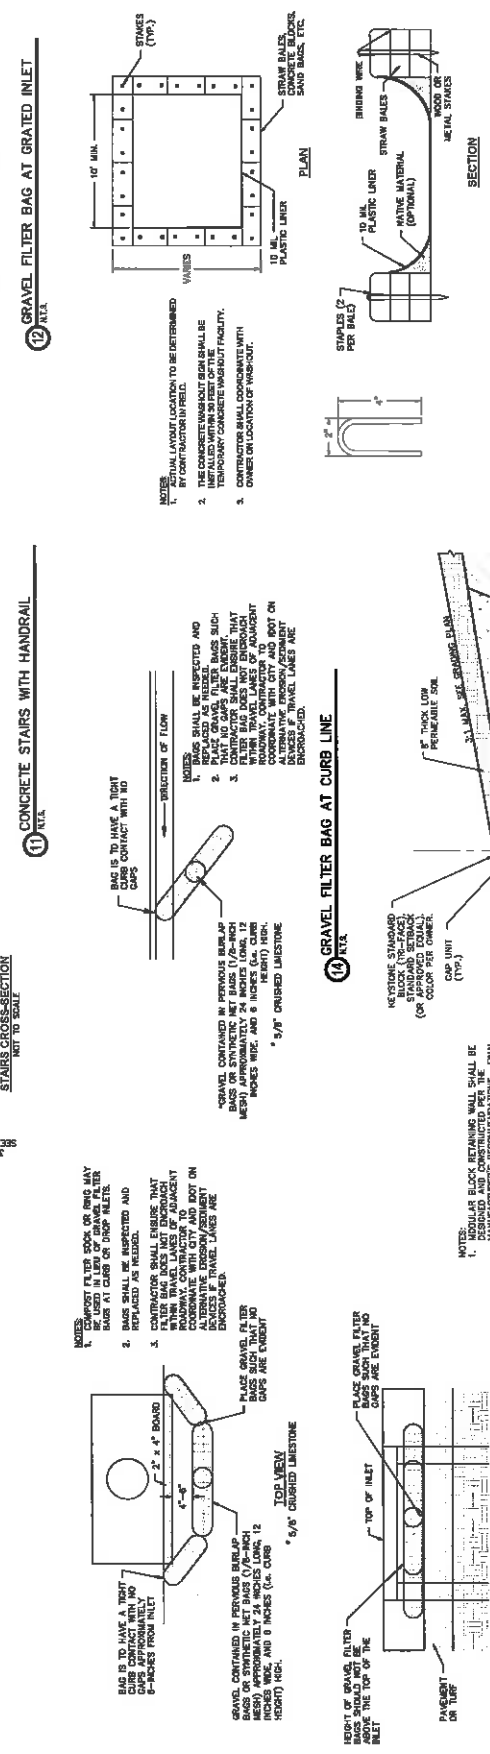 STAIRS CROSS-SECTION
NOT TO SCALE
11
CONCRETE STAIRS WITH HANDRAIL
N.T.S.
12
GRAVEL FILTER BAG AT GRATED INLET
N.T.S.
NOTES:
1. COMPOST FILTER SOCK OR RING MAY
BE USED IN LIEU OF GRAVEL FILTER
BAGS AT CURB OR DROP INLETS.
2. BAGS SHALL BE INSPECTED AND
REPLACED AS NEEDED.
3. CONTRACTOR SHALL ENSURE THAT
FILTER BAG DOES NOT ENCROACH
WITHIN TRAVEL LANES OF ADJACENT
ROADWAY. CONTRACTOR TO
COORDINATE WITH CITY AND IDOT ON
ALTERNATIVE EROSION/SEDIMENT
DEVICES IF TRAVEL LANES ARE
ENCROACHED.
BAG IS TO HAVE A TIGHT
CURB CONTACT WITH NO
GAPS APPROXIMATELY
6-INCHES FROM INLET
2" x 4" BOARD
4"-6"
PLACE GRAVEL FILTER
BAGS SUCH THAT NO
GAPS ARE EVIDENT
GRAVEL CONTAINED IN PERVIOUS BURLAP
BAGS OR SYNTHETIC NET BAGS (1/8-INCH
MESH) APPROXIMATELY 24 INCHES LONG, 12
INCHES WIDE, AND 6 INCHES (i.e. CURB
HEIGHT) HIGH.
TOP VIEW
* 5/8" CRUSHED LIMESTONE
HEIGHT OF GRAVEL FILTER
BAGS SHOULD NOT BE
ABOVE THE TOP OF THE
INLET
TOP OF INLET
PLACE GRAVEL FILTER
BAGS SUCH THAT NO
GAPS ARE EVIDENT
PAVEMENT
OR TURF
BAG IS TO HAVE A TIGHT
CURB CONTACT WITH NO
GAPS
DIRECTION OF FLOW
NOTES:
1. BAGS SHALL BE INSPECTED AND
REPLACED AS NEEDED.
2. PLACE GRAVEL FILTER BAGS SUCH
THAT NO GAPS ARE EVIDENT.
3. CONTRACTOR SHALL ENSURE THAT
FILTER BAG DOES NOT ENCROACH
WITHIN TRAVEL LANES OF ADJACENT
ROADWAY. CONTRACTOR TO
COORDINATE WITH CITY AND IDOT ON
ALTERNATIVE EROSION/SEDIMENT
DEVICES IF TRAVEL LANES ARE
ENCROACHED.
*GRAVEL CONTAINED IN PERVIOUS BURLAP
BAGS OR SYNTHETIC NET BAGS (1/8-INCH
MESH) APPROXIMATELY 24 INCHES LONG, 12
INCHES WIDE, AND 6 INCHES (i.e. CURB
HEIGHT) HIGH.
* 5/8" CRUSHED LIMESTONE
14
GRAVEL FILTER BAG AT CURB LINE
N.T.S.
NOTES:
1. MODULAR BLOCK RETAINING WALL SHALL BE
DESIGNED AND CONSTRUCTED PER THE
KEYSTONE STANDARD
BLOCK (TRI-FACE),
STANDARD SETBACK
(OR APPROVED EQUAL).
COLOR PER OWNER.
CAP UNIT
(TYP.)
8" THICK LOW
PERMEABLE SOIL
3:1 MAX. SEE GRADING PLAN
NOTES:
1. ACTUAL LAYOUT LOCATION TO BE DETERMINED
BY CONTRACTOR IN FIELD.
2. THE CONCRETE WASHOUT SIGN SHALL BE
INSTALLED WITHIN 30 FEET OF THE
TEMPORARY CONCRETE WASHOUT FACILITY.
3. CONTRACTOR SHALL COORDINATE WITH
OWNER ON LOCATION OF WASHOUT.
STAKES
(TYP.)
10' MIN.
VARIES
10 MIL
PLASTIC LINER
STRAW BALES,
CONCRETE BLOCKS,
SAND BAGS, ETC.
PLAN
2"
4"
STAPLES (2
PER BALE)
10 MIL
PLASTIC LINER
NATIVE MATERIAL
(OPTIONAL)
BINDING WIRE
STRAW BALES
WOOD OR
METAL STAKES
SECTION